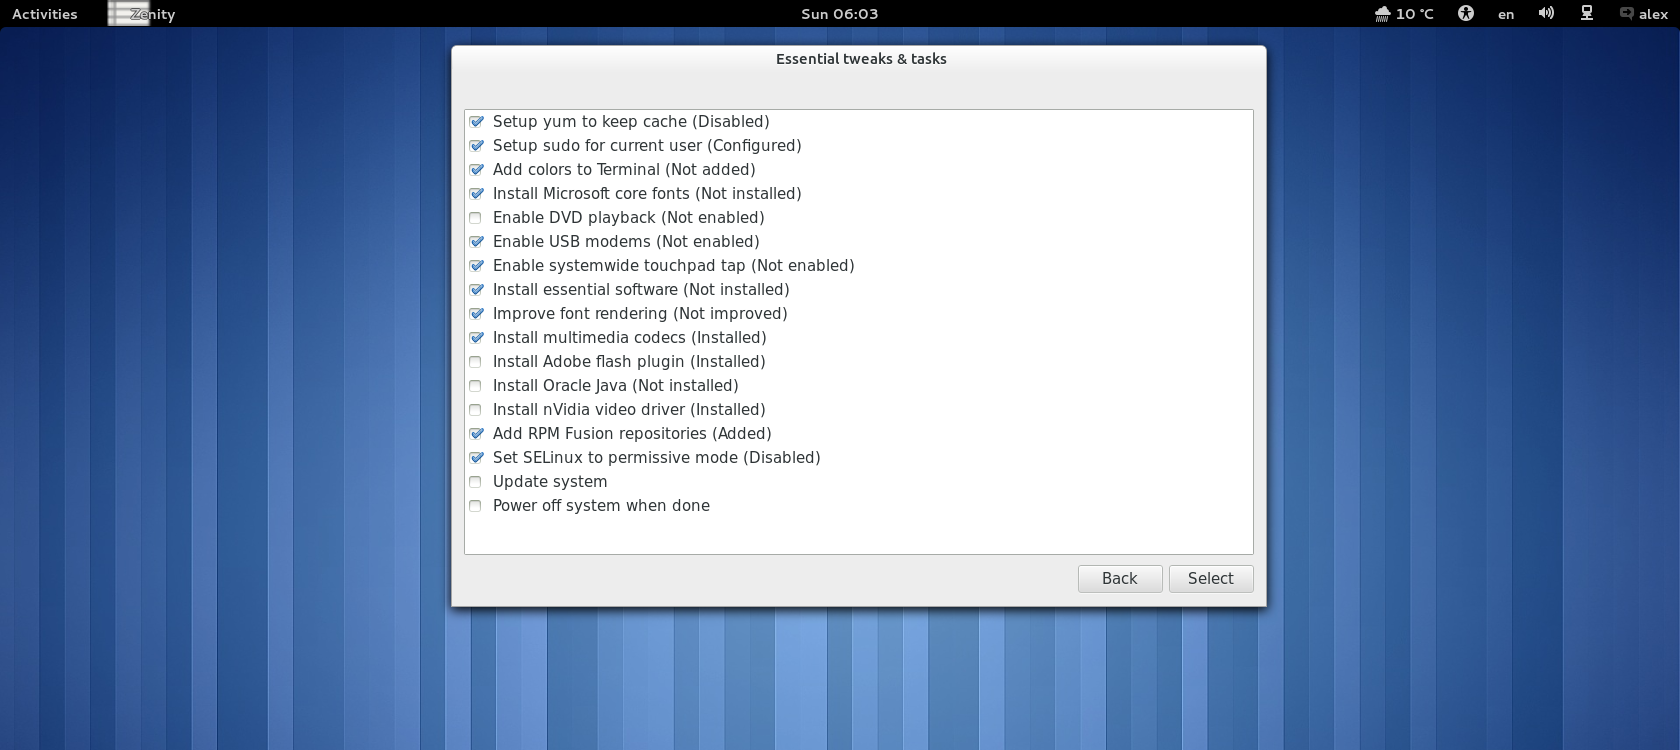 Activities Zenity Sun 06:03 10 °C en alex
Essential tweaks & tasks
Setup yum to keep cache (Disabled)
Setup sudo for current user (Configured)
Add colors to Terminal (Not added)
Install Microsoft core fonts (Not installed)
Enable DVD playback (Not enabled)
Enable USB modems (Not enabled)
Enable systemwide touchpad tap (Not enabled)
Install essential software (Not installed)
Improve font rendering (Not improved)
Install multimedia codecs (Installed)
Install Adobe flash plugin (Installed)
Install Oracle Java (Not installed)
Install nVidia video driver (Installed)
Add RPM Fusion repositories (Added)
Set SELinux to permissive mode (Disabled)
Update system
Power off system when done
Back Select